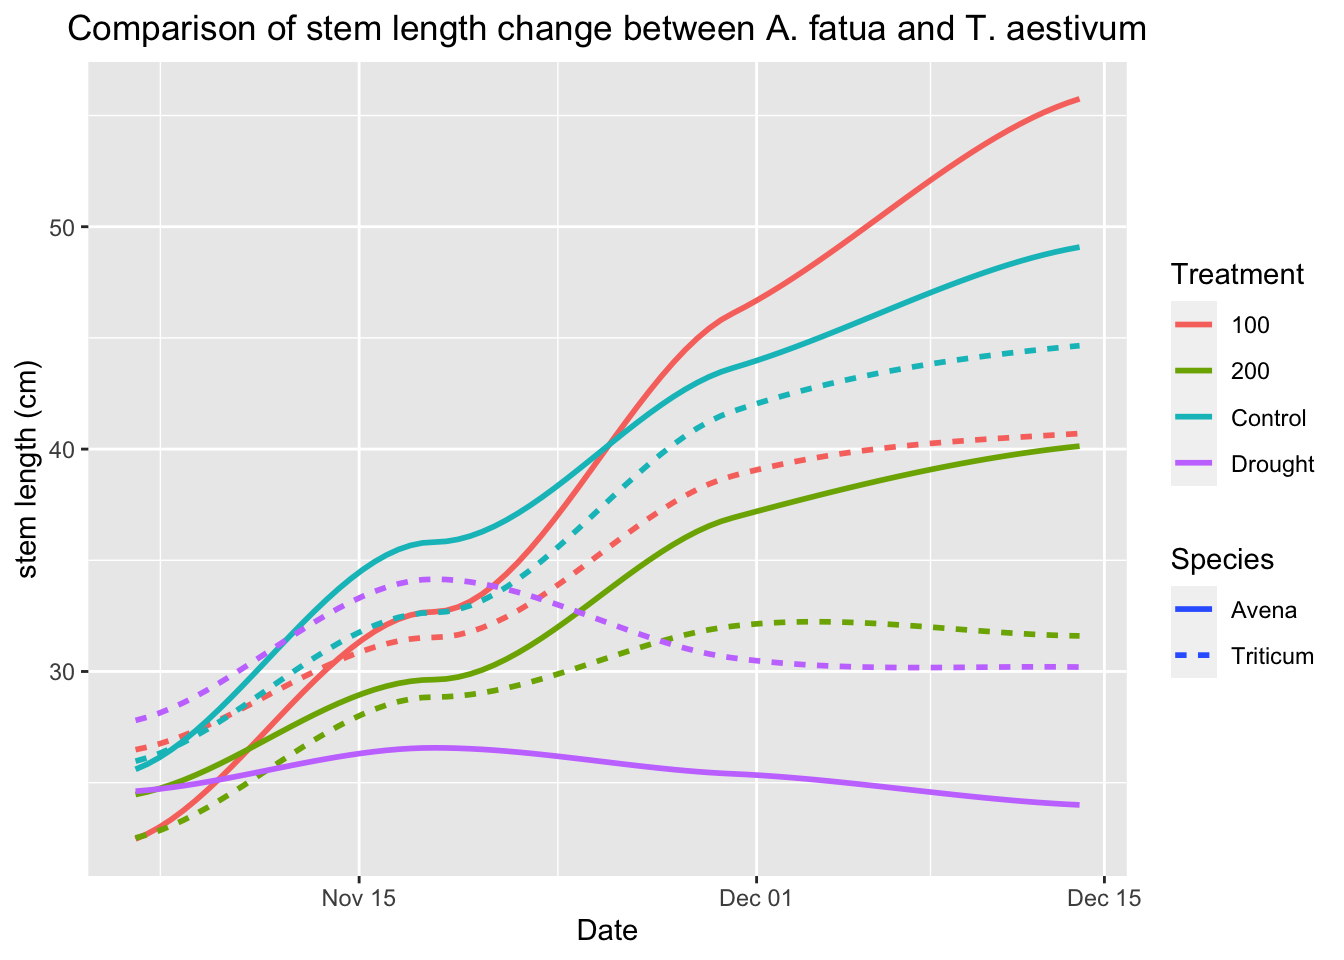 Comparison of stem length change between A. fatua and T. aestivum
stem length (cm)
50
40
30
Nov 15
Dec 01
Dec 15
Date
Treatment
100
200
Control
Drought
Species
Avena
Triticum